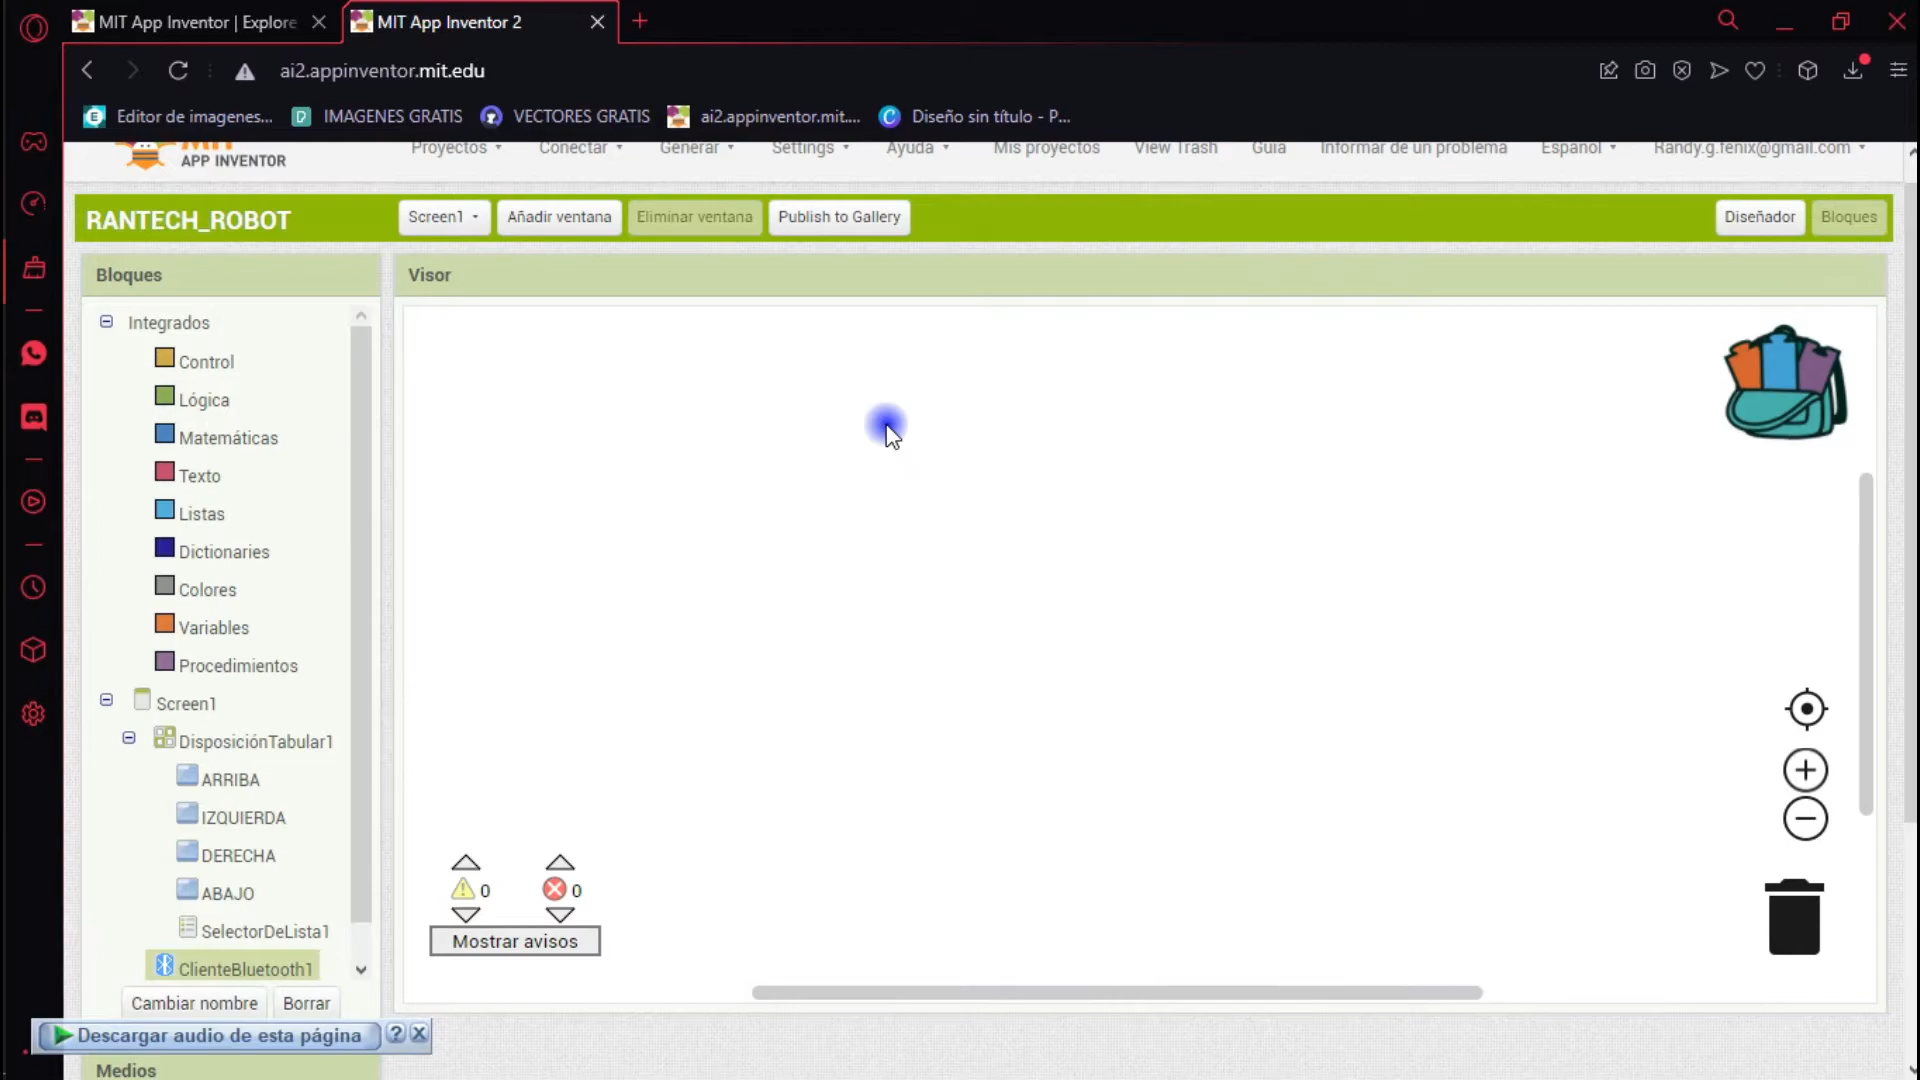 MIT App Inventor | Explore
MIT App Inventor 2
ai2.appinventor.mit.edu
Editor de imagenes...
IMAGENES GRATIS
VECTORES GRATIS
ai2.appinventor.mit....
Diseño sin título - P...
MIT
APP INVENTOR
Proyectos
Conectar
Generar
Settings
Ayuda
Mis proyectos
View Trash
Guía
Informar de un problema
Español
Randy.g.fenix@gmail.com
RANTECH_ROBOT
Screen1
Añadir ventana
Eliminar ventana
Publish to Gallery
Diseñador
Bloques
Bloques
Visor
Integrados
Control
Lógica
Matemáticas
Texto
Listas
Dictionaries
Colores
Variables
Procedimientos
Screen1
DisposiciónTabular1
ARRIBA
IZQUIERDA
DERECHA
ABAJO
SelectorDeLista1
ClienteBluetooth1
Cambiar nombre
Borrar
0
0
Mostrar avisos
Descargar audio de esta página
Medios